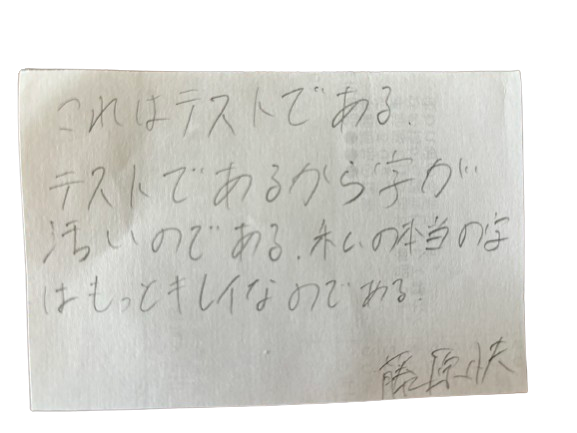 これはテストである.
テストであるから字が
汚いのである.私の本当の字
はもっとキレイなのである.
藤原